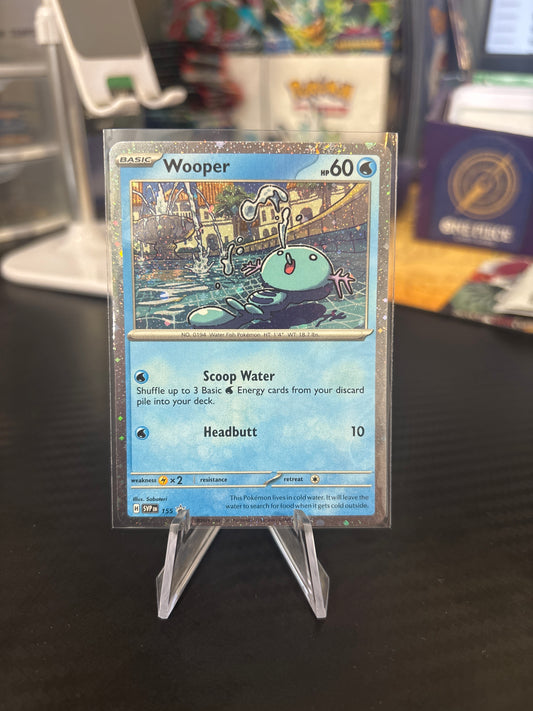 POKéMON
BASIC
Wooper
HP60
ONE PIECE
NO. 0194 Water Fish Pokémon HT: 1'4" WT: 18.7 lbs.
Scoop Water
Shuffle up to 3 Basic Energy cards from your discard
pile into your deck.
Headbutt 10
weakness ×2 resistance retreat
Illus. Saboteri
This Pokémon lives in cold water. It will leave the
water to search for food when it gets cold outside.
H SVP EN 155